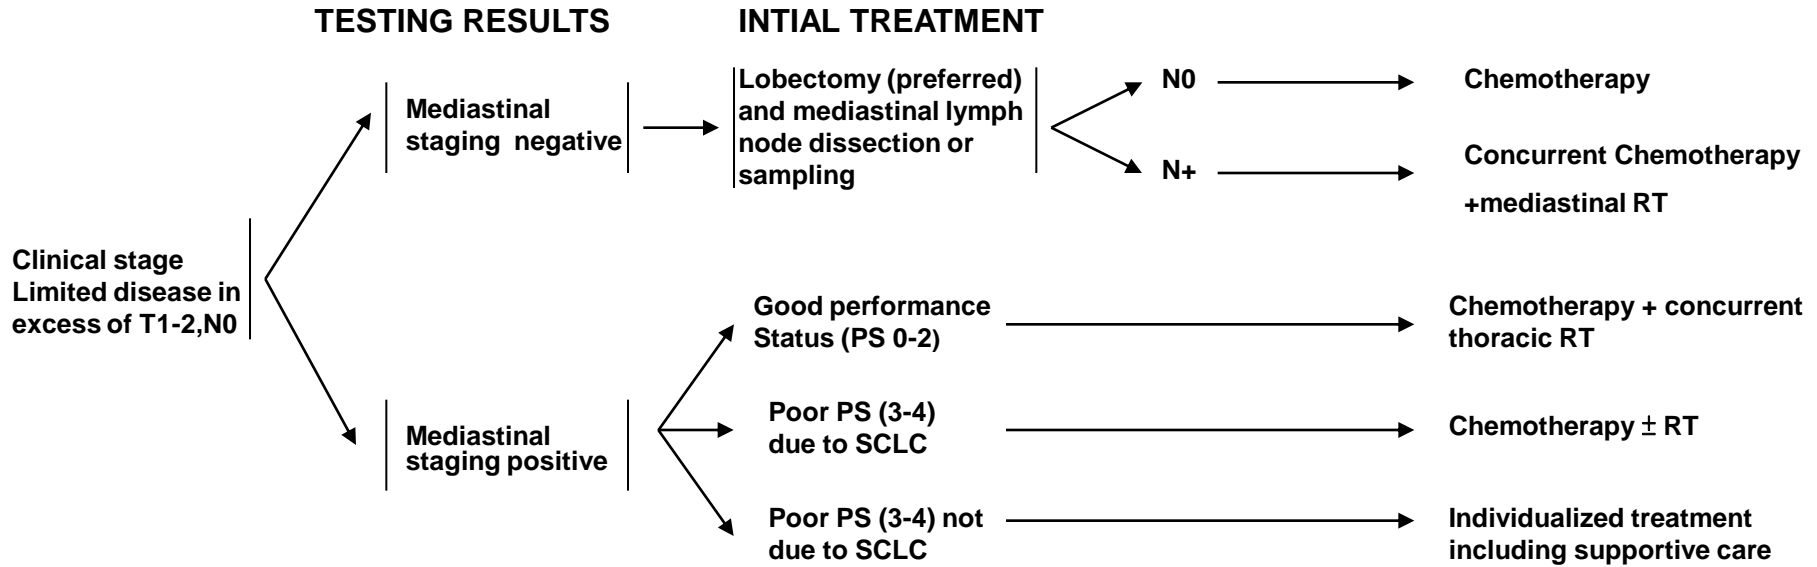 TESTING RESULTS
INTIAL TREATMENT
Clinical stage
Limited disease in
excess of T1-2,N0
Mediastinal
staging  negative
Lobectomy (preferred)
and mediastinal lymph
node dissection or
sampling
N0
Chemotherapy
N+
Concurrent Chemotherapy
+mediastinal RT
Mediastinal
staging positive
Good performance
Status (PS 0-2)
Chemotherapy + concurrent
thoracic RT
Poor PS (3-4)
due to SCLC
Chemotherapy ± RT
Poor PS (3-4) not
due to SCLC
Individualized treatment
including supportive care